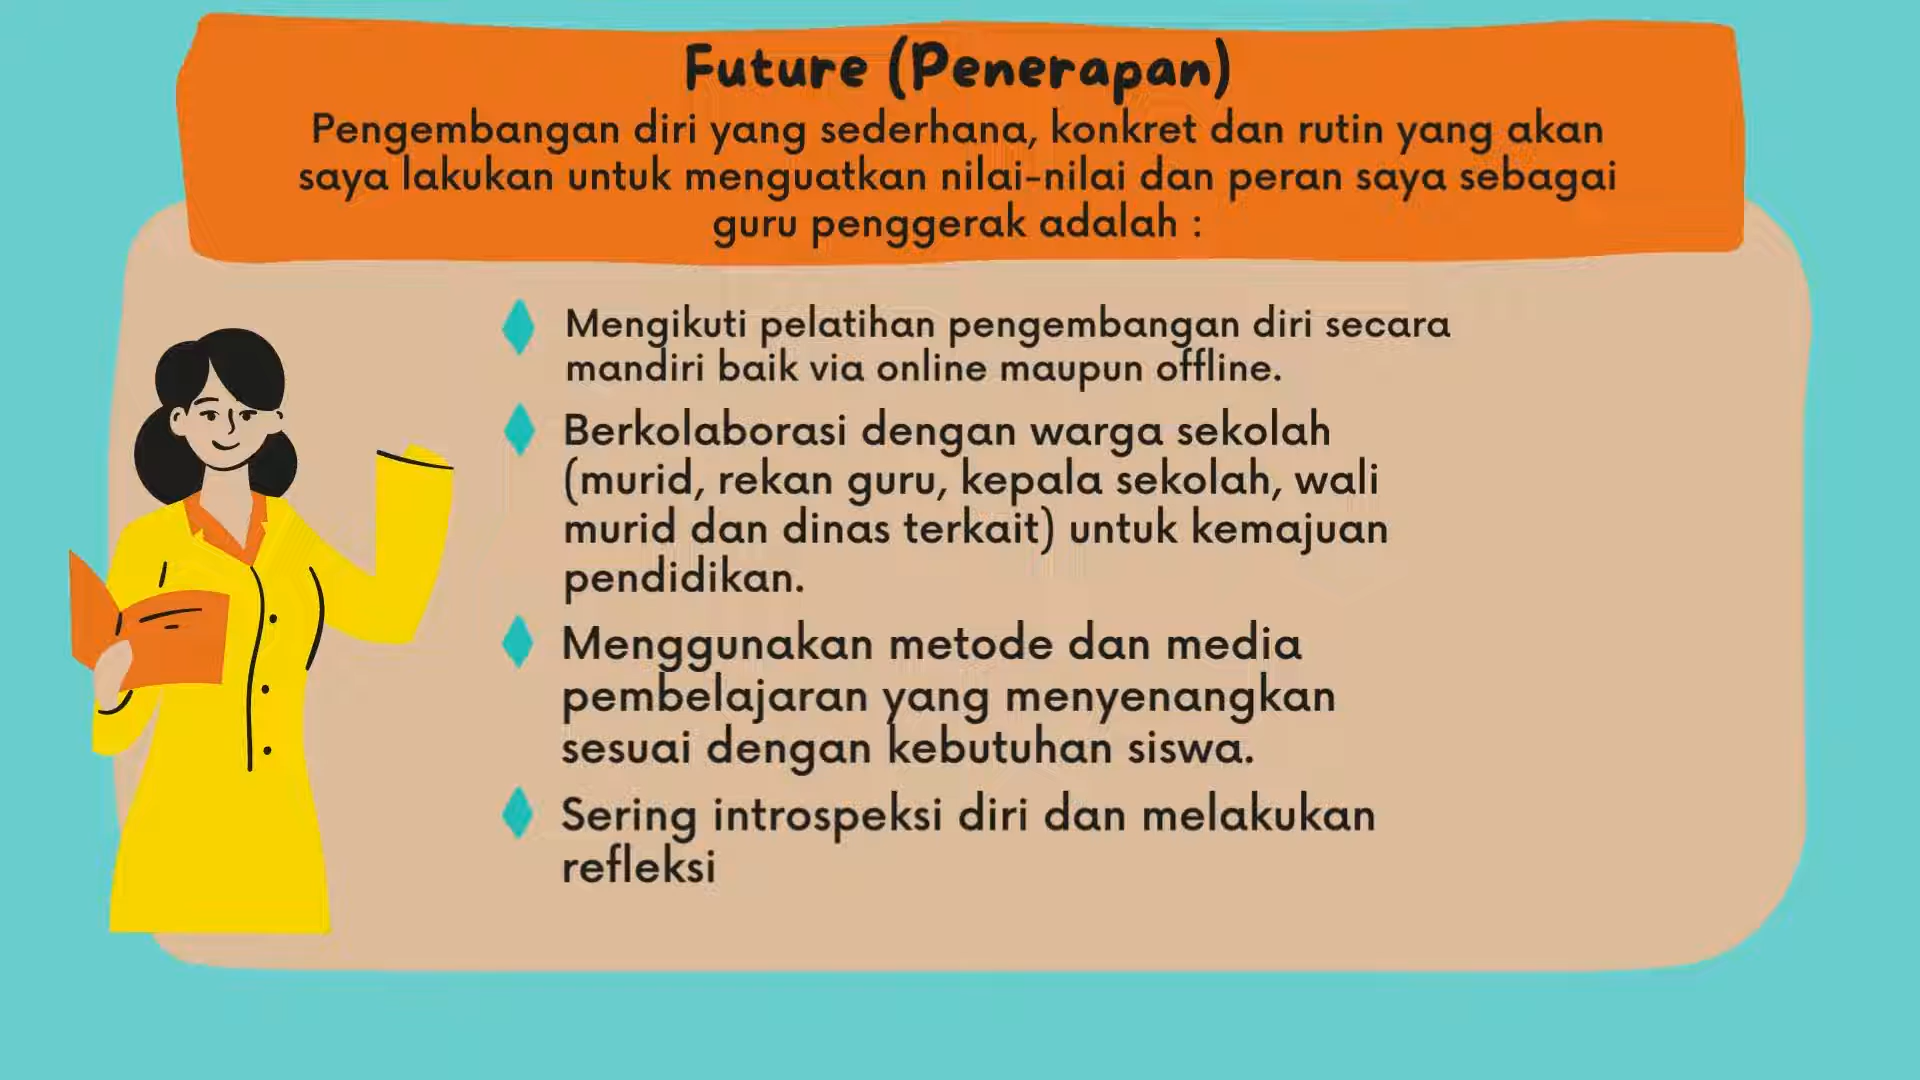 Future (Penerapan)
Pengembangan diri yang sederhana, konkret dan rutin yang akan
saya lakukan untuk menguatkan nilai-nilai dan peran saya sebagai
guru penggerak adalah :
Mengikuti pelatihan pengembangan diri secara
mandiri baik via online maupun offline.
Berkolaborasi dengan warga sekolah
(murid, rekan guru, kepala sekolah, wali
murid dan dinas terkait) untuk kemajuan
pendidikan.
Menggunakan metode dan media
pembelajaran yang menyenangkan
sesuai dengan kebutuhan siswa.
Sering introspeksi diri dan melakukan
refleksi